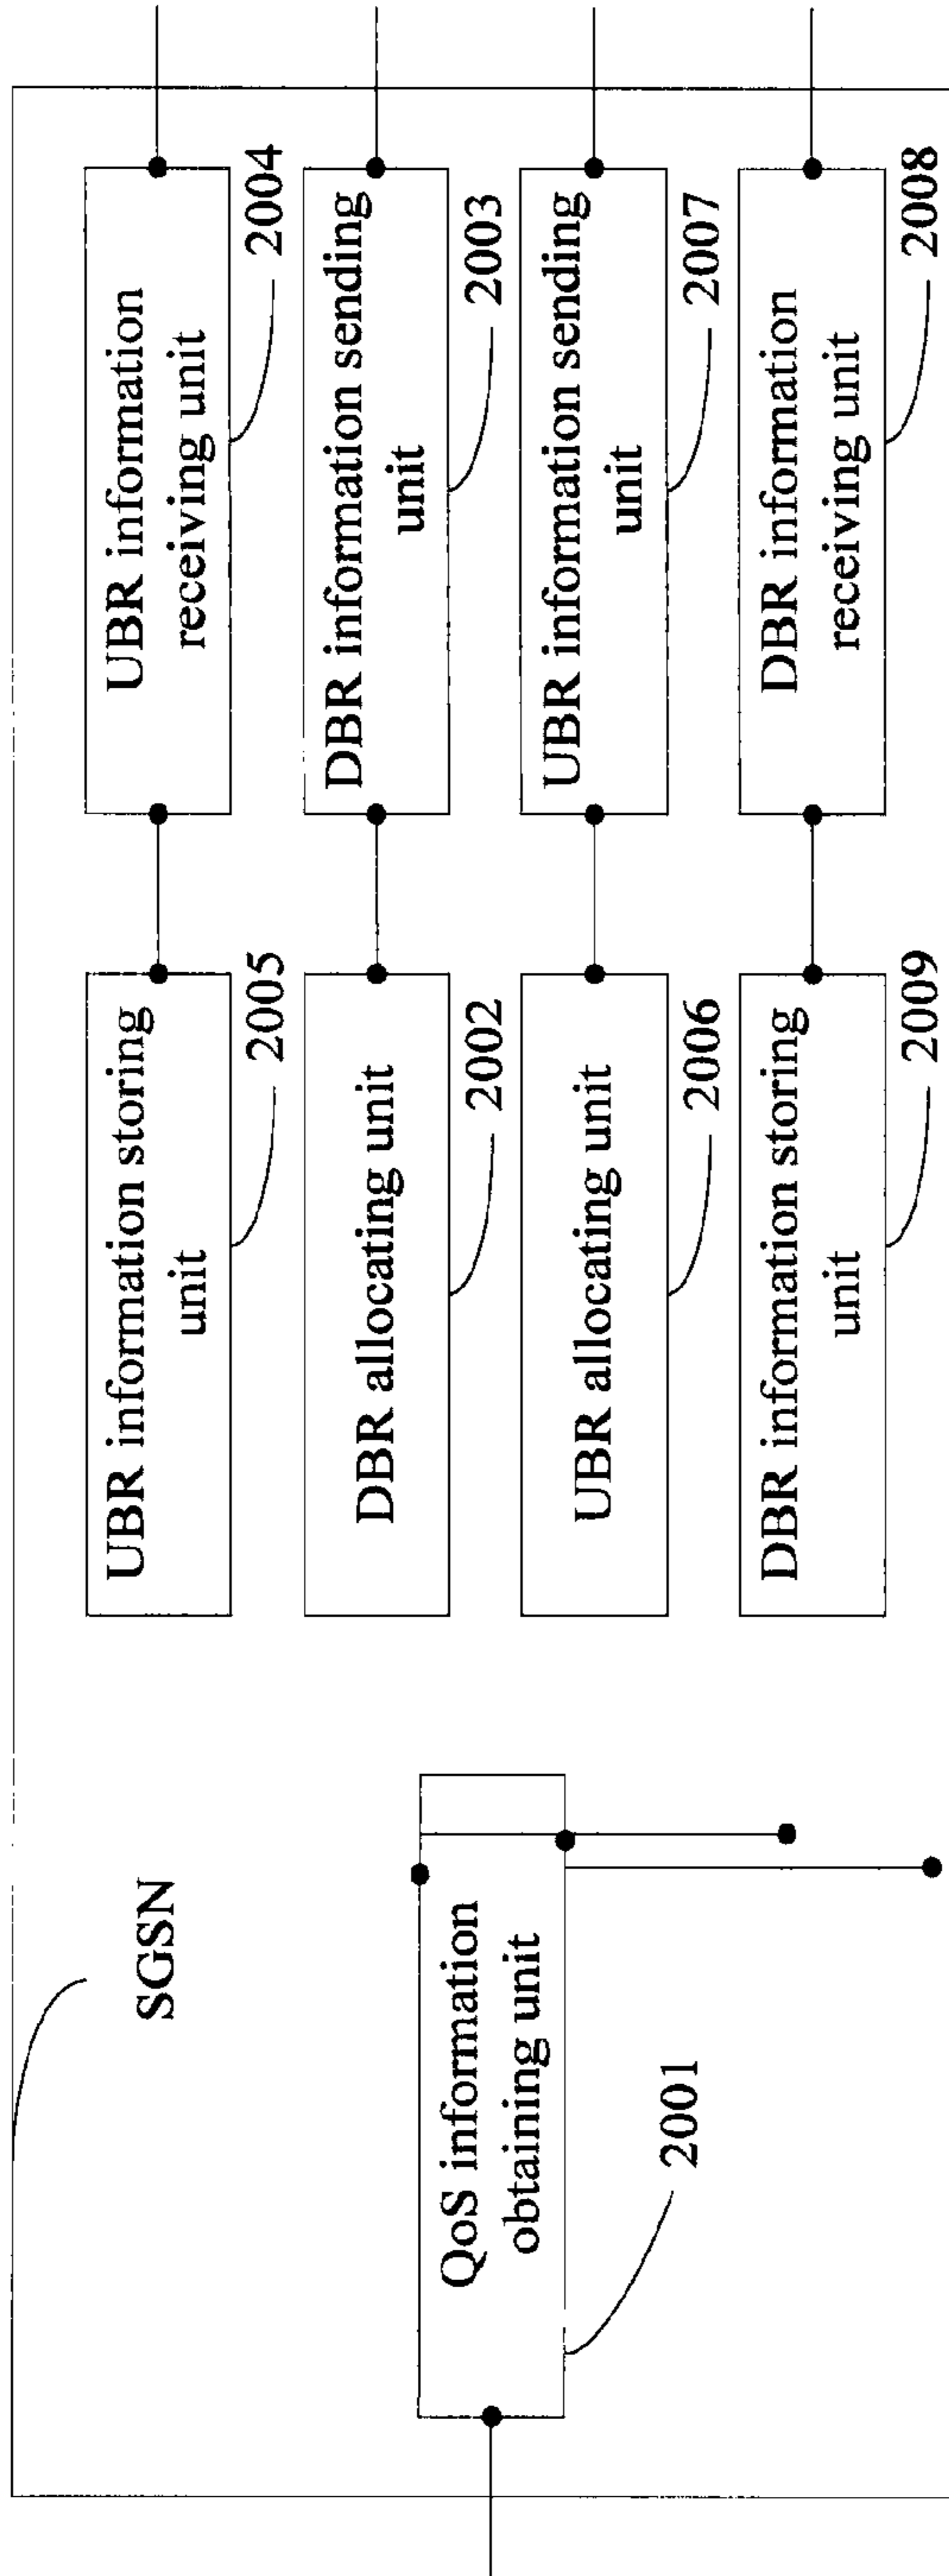 SGSN
QoS information
obtaining unit
2001
UBR information storing
unit
2005
UBR information
receiving unit
2004
DBR allocating unit
2002
DBR information sending
unit
2003
UBR allocating unit
2006
UBR information sending
unit
2007
DBR information storing
unit
2009
DBR information
receiving unit
2008